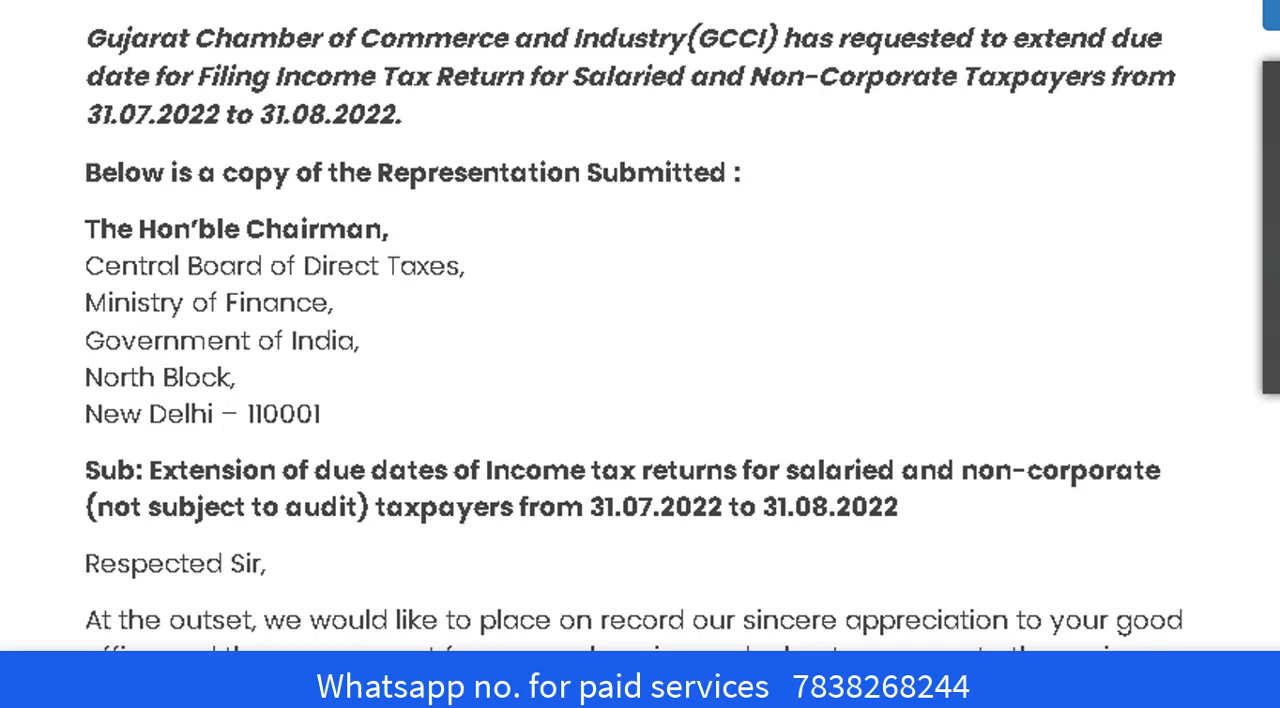 Gujarat Chamber of Commerce and Industry(GCCI) has requested to extend due
date for Filing Income Tax Return for Salaried and Non-Corporate Taxpayers from
31.07.2022 to 31.08.2022.
Below is a copy of the Representation Submitted :
The Hon’ble Chairman,
Central Board of Direct Taxes,
Ministry of Finance,
Government of India,
North Block,
New Delhi – 110001
Sub: Extension of due dates of Income tax returns for salaried and non-corporate
(not subject to audit) taxpayers from 31.07.2022 to 31.08.2022
Respected Sir,
At the outset, we would like to place on record our sincere appreciation to your good
Whatsapp no. for paid services 7838268244